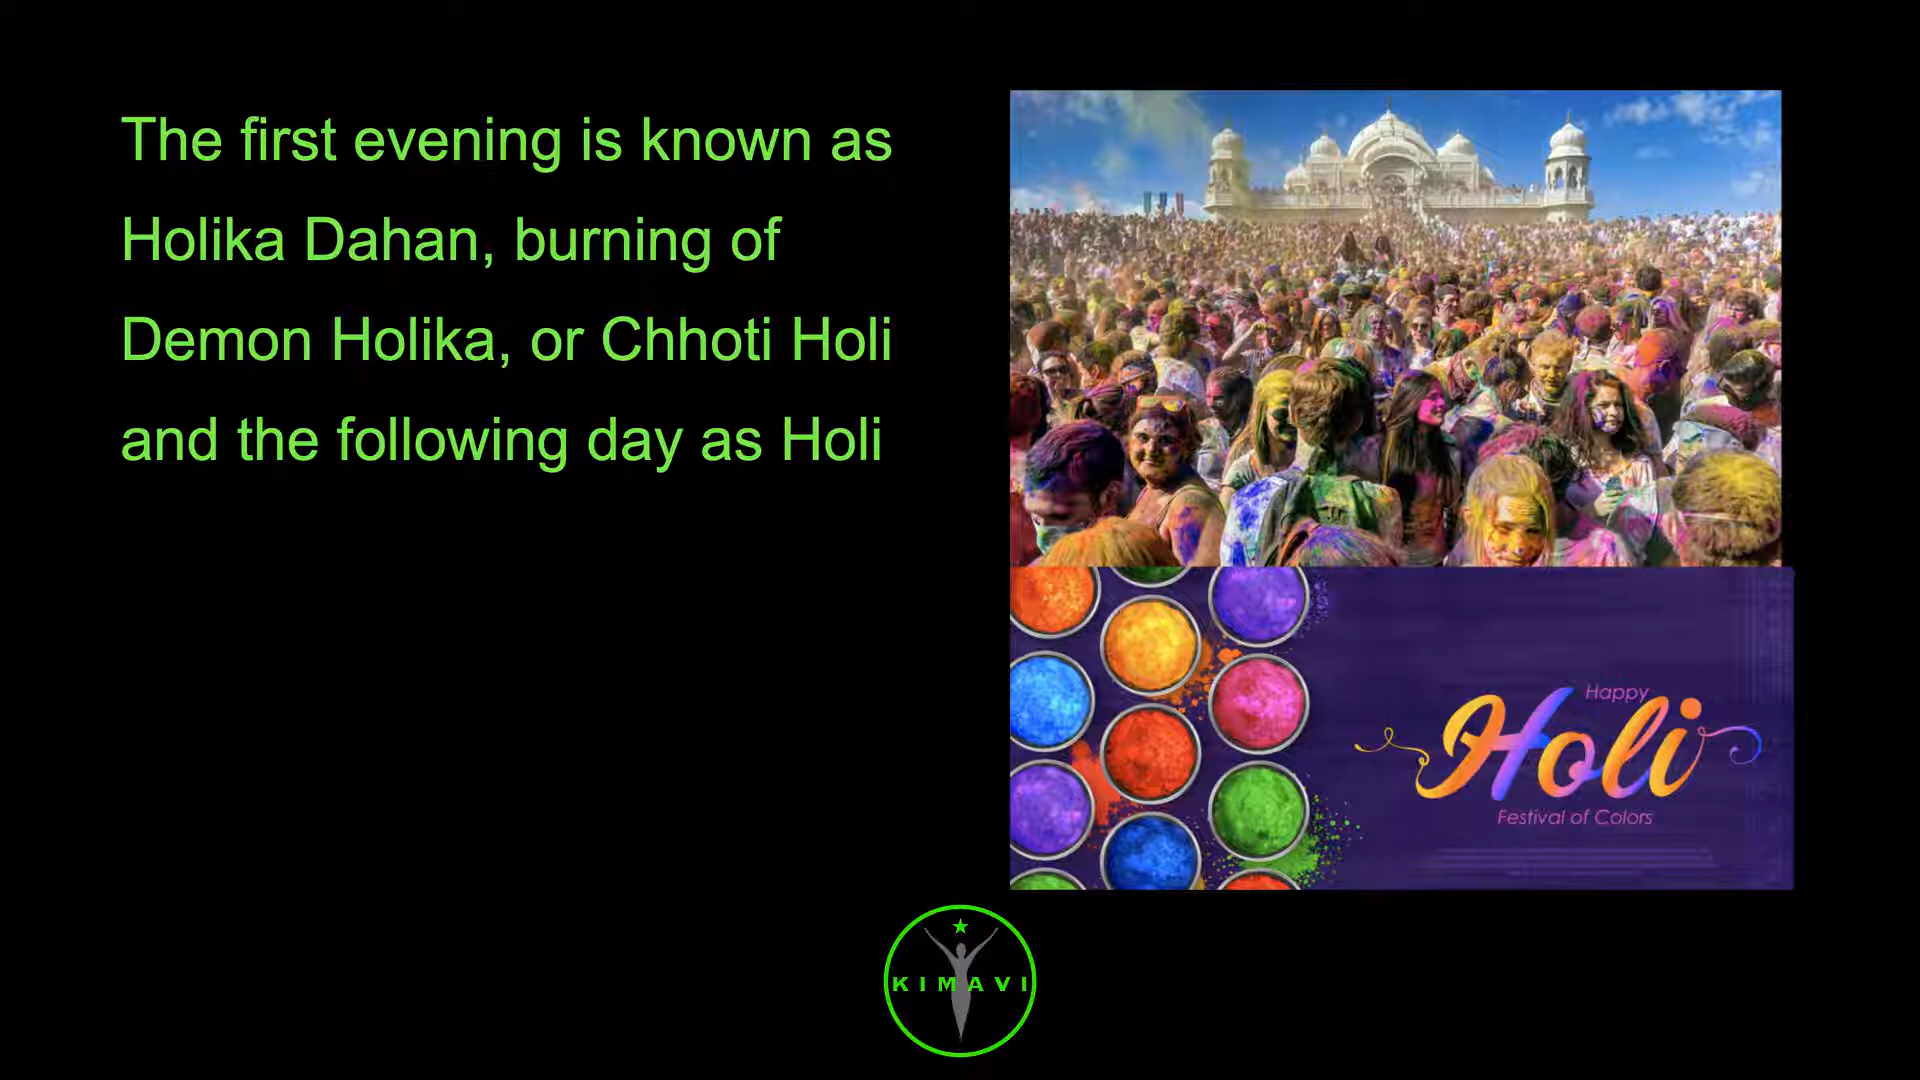 The first evening is known as
Holika Dahan, burning of
Demon Holika, or Chhoti Holi
and the following day as Holi
Happy
Holi
Festival of Colors
KIMAVI